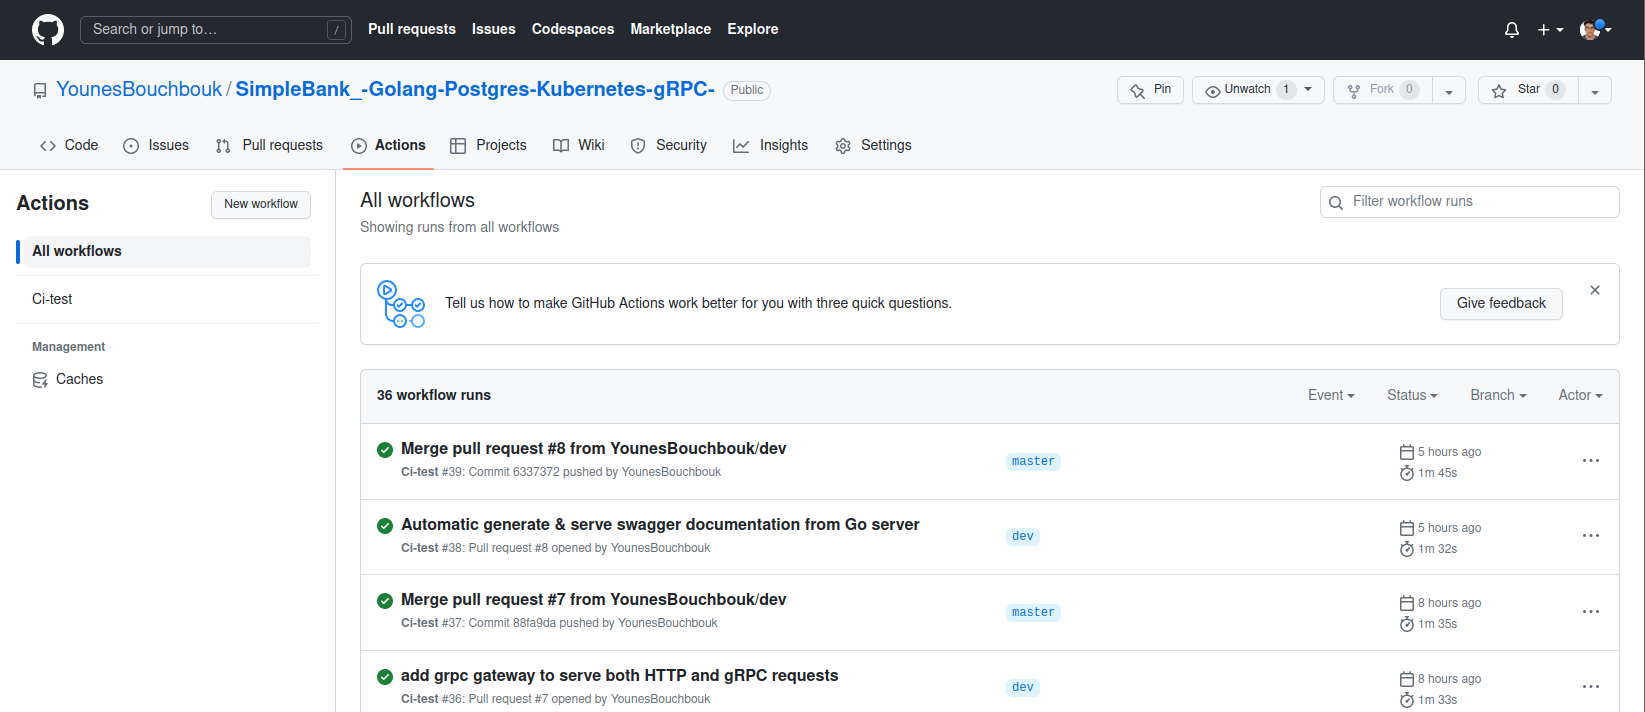 Search or jump to… /
Pull requests Issues Codespaces Marketplace Explore
YounesBouchbouk / SimpleBank_-Golang-Postgres-Kubernetes-gRPC- Public
Pin Unwatch 1 Fork 0 Star 0
Code Issues Pull requests Actions Projects Wiki Security Insights Settings
Actions
New workflow
All workflows
Ci-test
Management
Caches
All workflows
Showing runs from all workflows
Filter workflow runs
Tell us how to make GitHub Actions work better for you with three quick questions.
Give feedback
36 workflow runs
Event Status Branch Actor
Merge pull request #8 from YounesBouchbouk/dev
Ci-test #39: Commit 6337372 pushed by YounesBouchbouk
master
5 hours ago
1m 45s
Automatic generate & serve swagger documentation from Go server
Ci-test #38: Pull request #8 opened by YounesBouchbouk
dev
5 hours ago
1m 32s
Merge pull request #7 from YounesBouchbouk/dev
Ci-test #37: Commit 88fa9da pushed by YounesBouchbouk
master
8 hours ago
1m 35s
add grpc gateway to serve both HTTP and gRPC requests
Ci-test #36: Pull request #7 opened by YounesBouchbouk
dev
8 hours ago
1m 33s